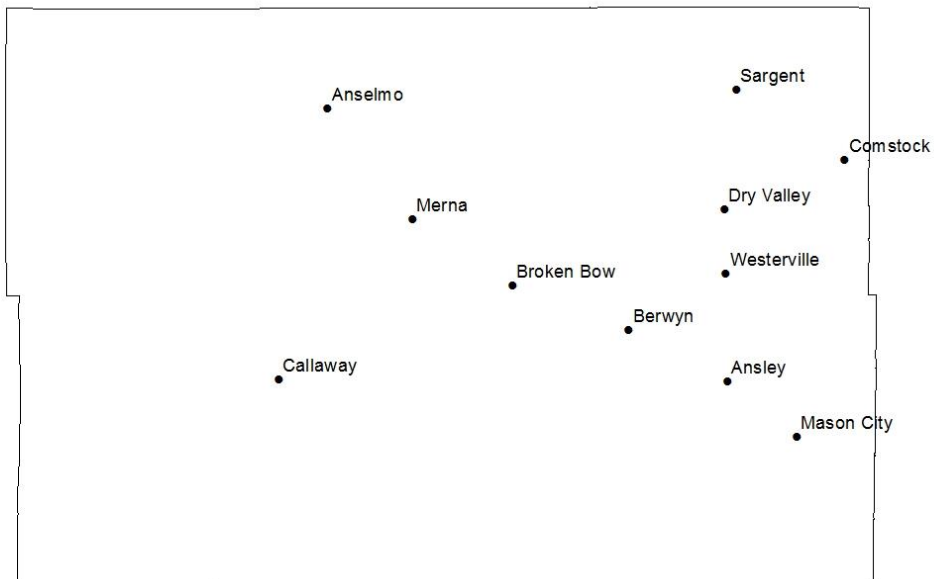 Sargent
Anselmo
Comstock
Dry Valley
Merna
Westerville
Broken Bow
Berwyn
Callaway
Ansley
Mason City